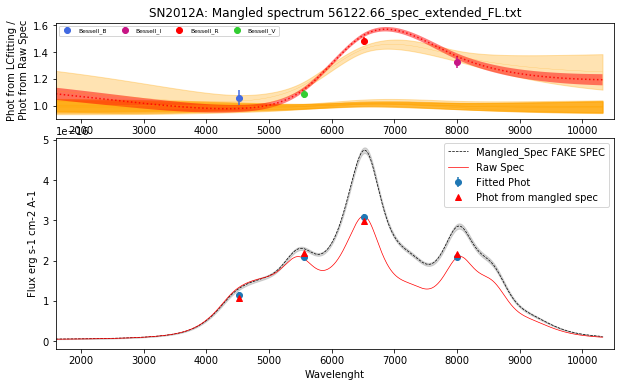 SN2012A: Mangled spectrum 56122.66_spec_extended_FL.txt
Phot from LCfitting /
Phot from Raw Spec
1.6
1.4
1.2
1.0
Bessell_B
Bessell_I
Bessell_R
Bessell_V
2000 3000 4000 5000 6000 7000 8000 9000 10000
Flux erg s-1 cm-2 A-1
5
4
3
2
1
0
Mangled_Spec FAKE SPEC
Raw Spec
Fitted Phot
Phot from mangled spec
2000 3000 4000 5000 6000 7000 8000 9000 10000
Wavelenght